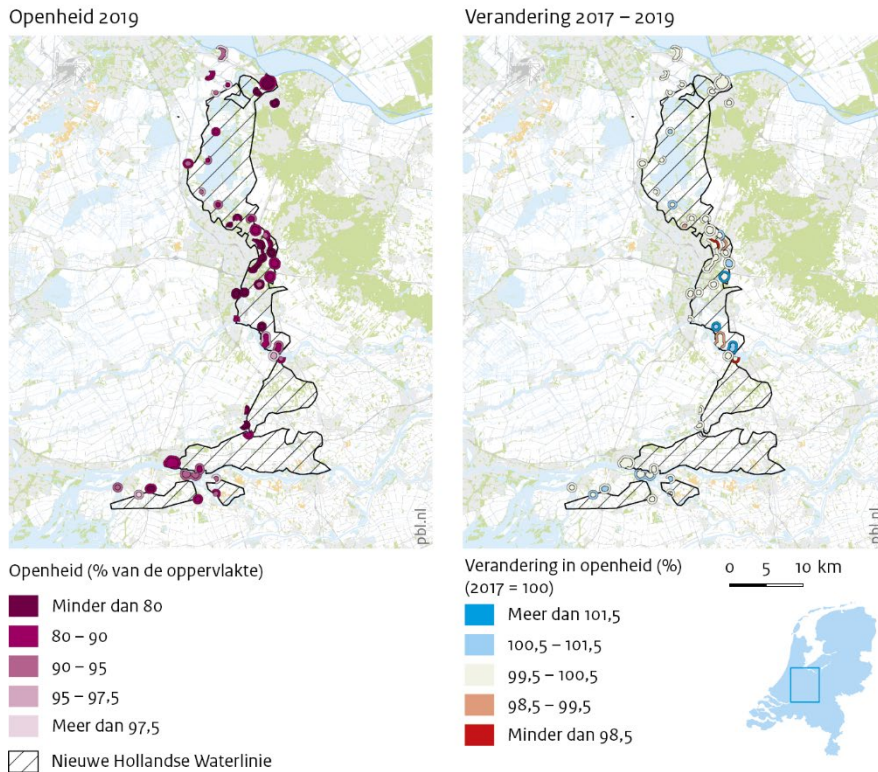 Openheid 2019
Verandering 2017 – 2019
pbl.nl
pbl.nl
Openheid (% van de oppervlakte)
Minder dan 80
80 – 90
90 – 95
95 – 97,5
Meer dan 97,5
Nieuwe Hollandse Waterlinie
Verandering in openheid (%)
(2017 = 100)
Meer dan 101,5
100,5 – 101,5
99,5 – 100,5
98,5 – 99,5
Minder dan 98,5
0 5 10 km